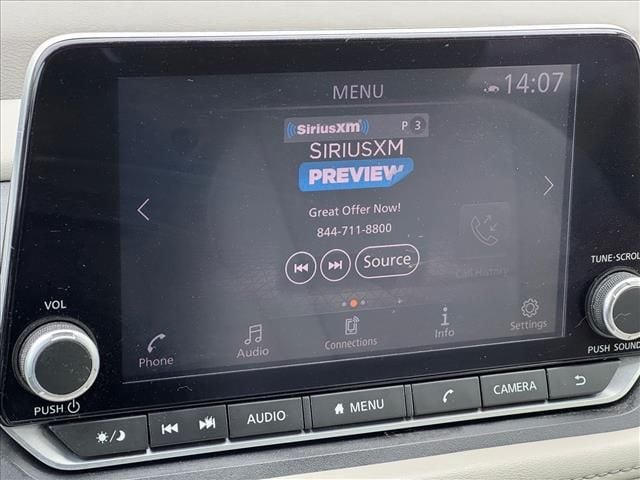 MENU
14:07
SiriusXM P 3
SIRIUSXM
PREVIEW
Great Offer Now!
844-711-8800
Source
Call History
Phone
Audio
Connections
Info
Settings
VOL
PUSH
TUNE·SCROLL
PUSH SOUND
AUDIO
MENU
CAMERA